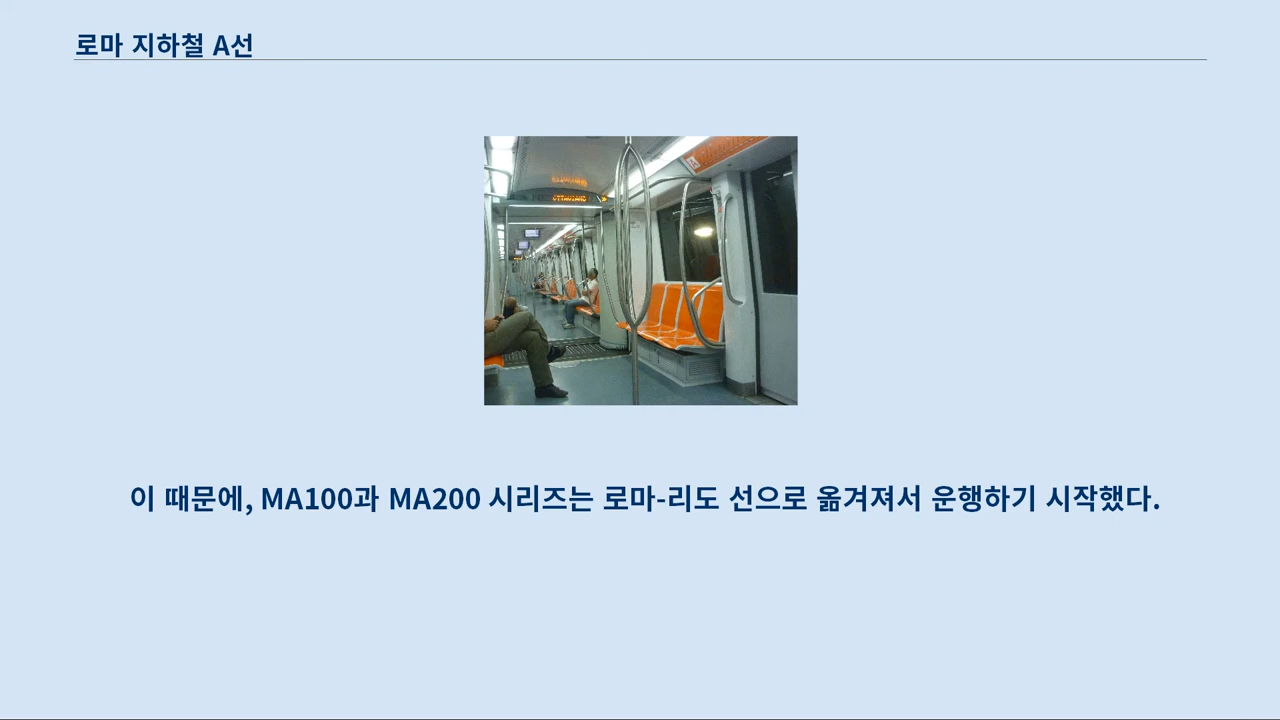 로마 지하철 A선
OTTAVIANO
이 때문에, MA100과 MA200 시리즈는 로마-리도 선으로 옮겨져서 운행하기 시작했다.